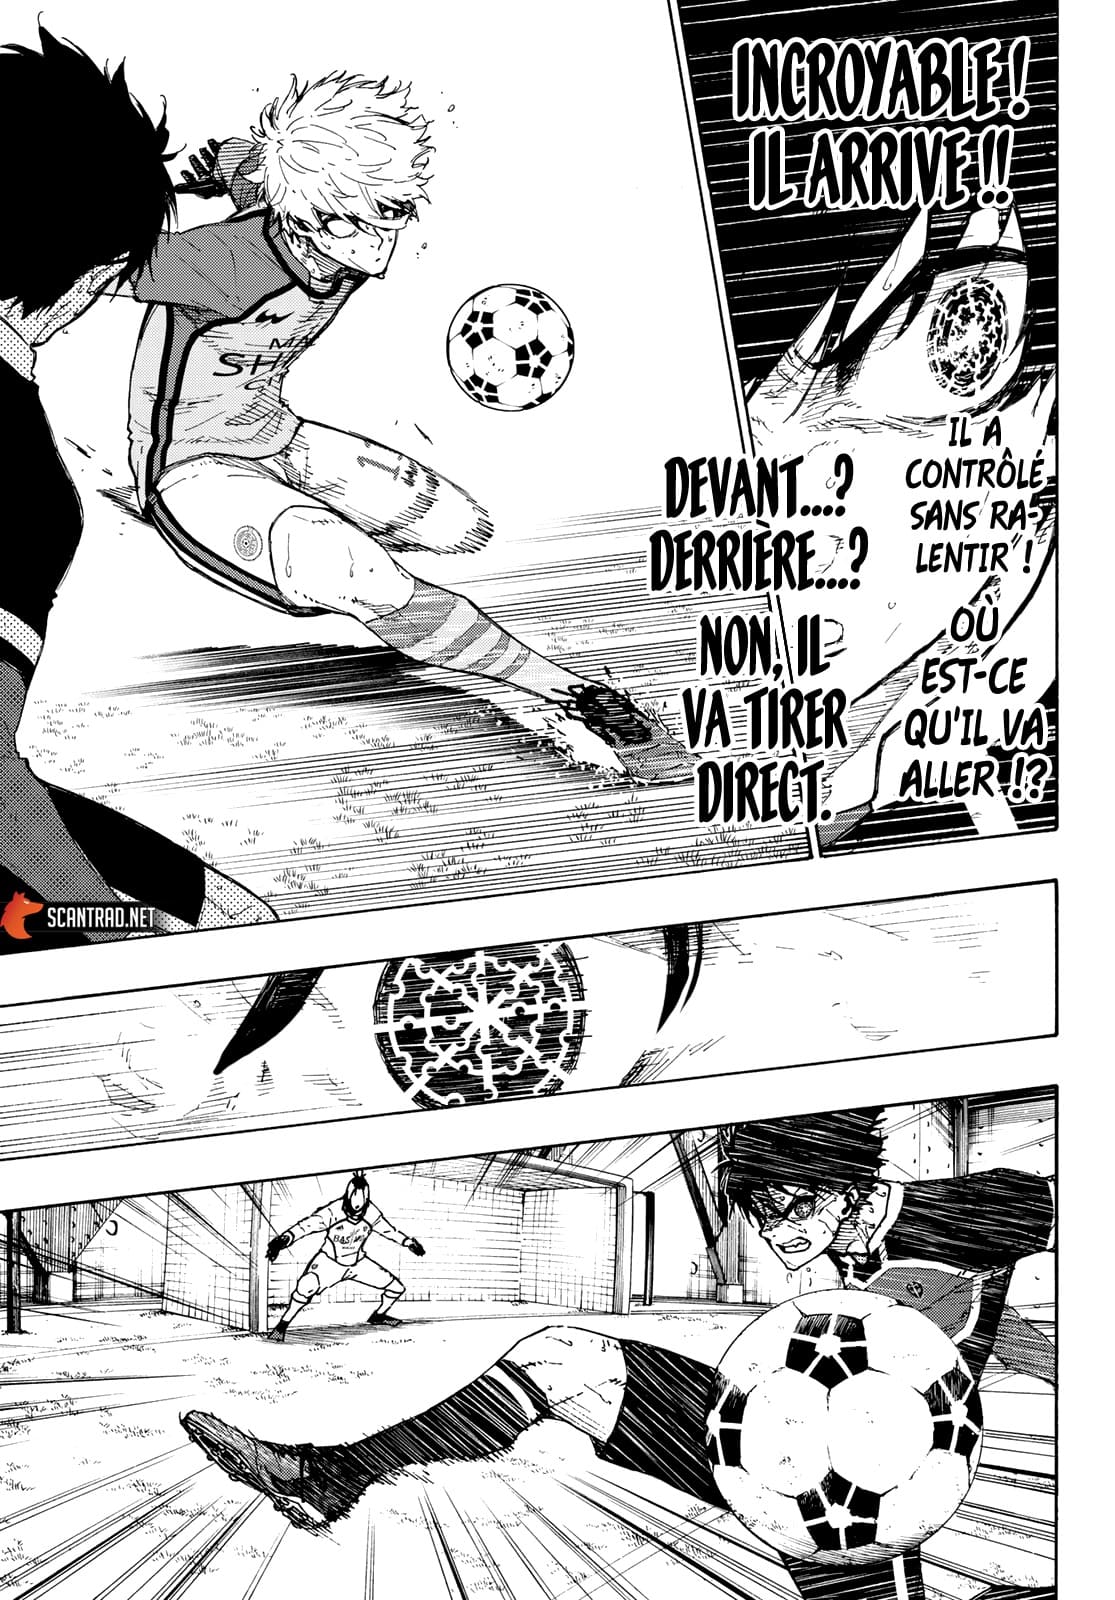 INCROYABLE !
IL ARRIVE !!
IL A
CONTRÔLÉ
SANS RA-
LENTIR !
OÙ
EST-CE
QU'IL VA
ALLER !?
DEVANT...?
DERRIÈRE...?
NON, IL
VA TIRER
DIRECT.
SCANTRAD.NET